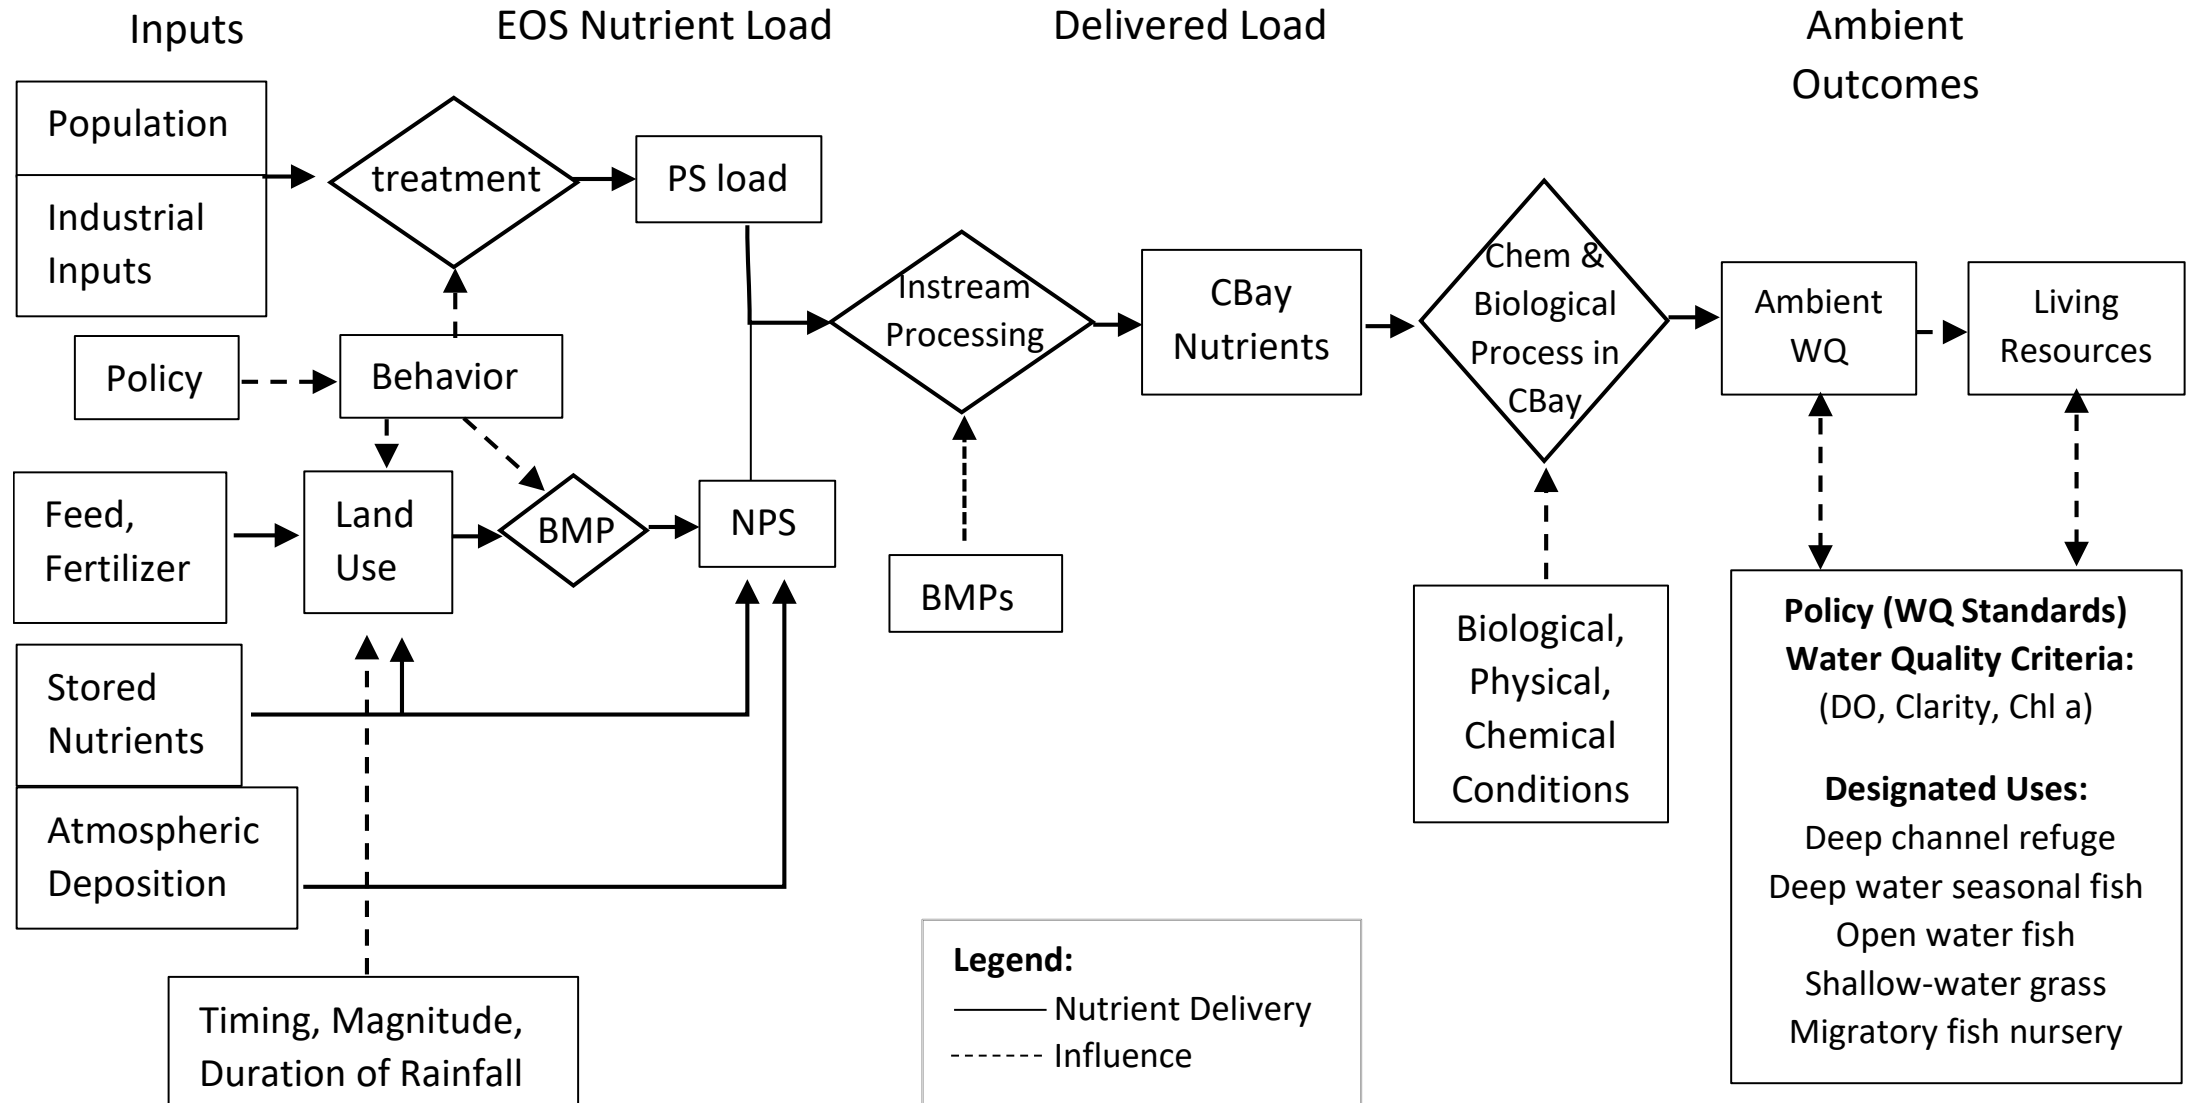 Inputs
EOS Nutrient Load
Delivered Load
Ambient
Outcomes
Population
Industrial
Inputs
treatment
PS load
Policy
Behavior
Feed,
Fertilizer
Land
Use
BMP
NPS
Stored
Nutrients
Atmospheric
Deposition
Timing, Magnitude,
Duration of Rainfall
Instream
Processing
BMPs
CBay
Nutrients
Chem &
Biological
Process in
CBay
Biological,
Physical,
Chemical
Conditions
Ambient
WQ
Living
Resources
Policy (WQ Standards)
Water Quality Criteria:
(DO, Clarity, Chl a)
Designated Uses:
Deep channel refuge
Deep water seasonal fish
Open water fish
Shallow-water grass
Migratory fish nursery
Legend:
Nutrient Delivery
Influence